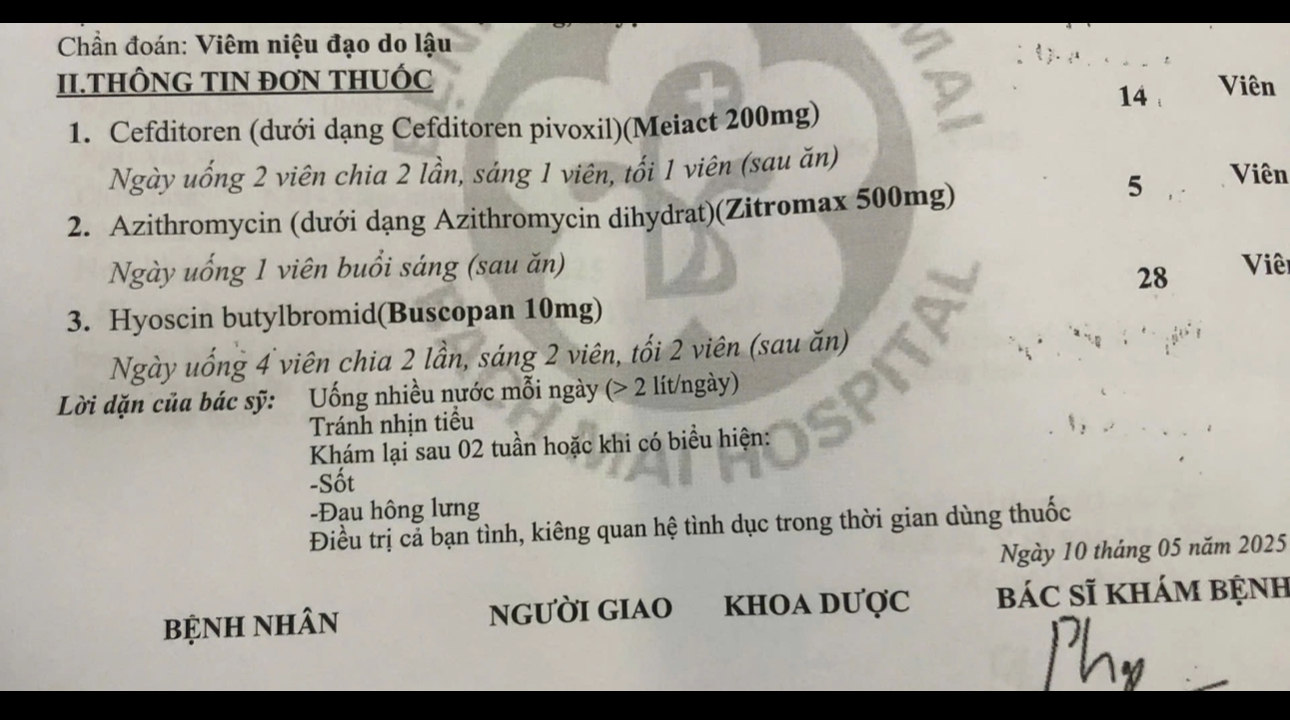 Chẩn đoán: Viêm niệu đạo do lậu
II.THÔNG TIN ĐƠN THUỐC
1. Cefditoren (dưới dạng Cefditoren pivoxil)(Meiact 200mg) 14 Viên
Ngày uống 2 viên chia 2 lần, sáng 1 viên, tối 1 viên (sau ăn)
2. Azithromycin (dưới dạng Azithromycin dihydrat)(Zitromax 500mg) 5 Viên
Ngày uống 1 viên buổi sáng (sau ăn)
3. Hyoscin butylbromid(Buscopan 10mg) 28 Viên
Ngày uống 4 viên chia 2 lần, sáng 2 viên, tối 2 viên (sau ăn)
Lời dặn của bác sỹ: Uống nhiều nước mỗi ngày (> 2 lít/ngày)
Tránh nhịn tiểu
Khám lại sau 02 tuần hoặc khi có biểu hiện:
-Sốt
-Đau hông lưng
Điều trị cả bạn tình, kiêng quan hệ tình dục trong thời gian dùng thuốc
Ngày 10 tháng 05 năm 2025
BỆNH NHÂN NGƯỜI GIAO KHOA DƯỢC BÁC SĨ KHÁM BỆNH
BACH MAI HOSPITAL